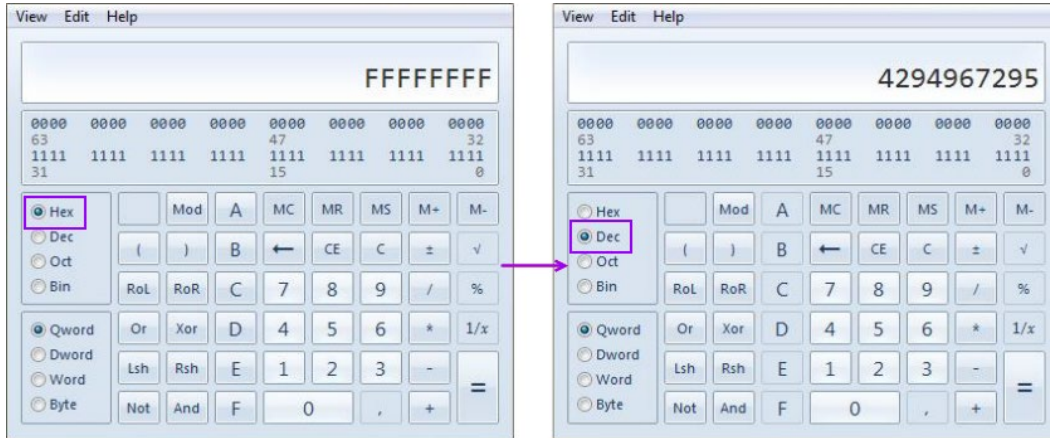 View Edit Help
FFFFFFFF
0000 0000 0000 0000 0000 0000 0000 0000
63 47 32
1111 1111 1111 1111 1111 1111 1111 1111
31 15 0
Hex
Dec
Oct
Bin
Qword
Dword
Word
Byte
Mod A MC MR MS M+ M-
( ) B ← CE C ± √
RoL RoR C 7 8 9 / %
Or Xor D 4 5 6 * 1/x
Lsh Rsh E 1 2 3 - =
Not And F 0 , +
View Edit Help
4294967295
0000 0000 0000 0000 0000 0000 0000 0000
63 47 32
1111 1111 1111 1111 1111 1111 1111 1111
31 15 0
Hex
Dec
Oct
Bin
Qword
Dword
Word
Byte
Mod A MC MR MS M+ M-
( ) B ← CE C ± √
RoL RoR C 7 8 9 / %
Or Xor D 4 5 6 * 1/x
Lsh Rsh E 1 2 3 - =
Not And F 0 , +